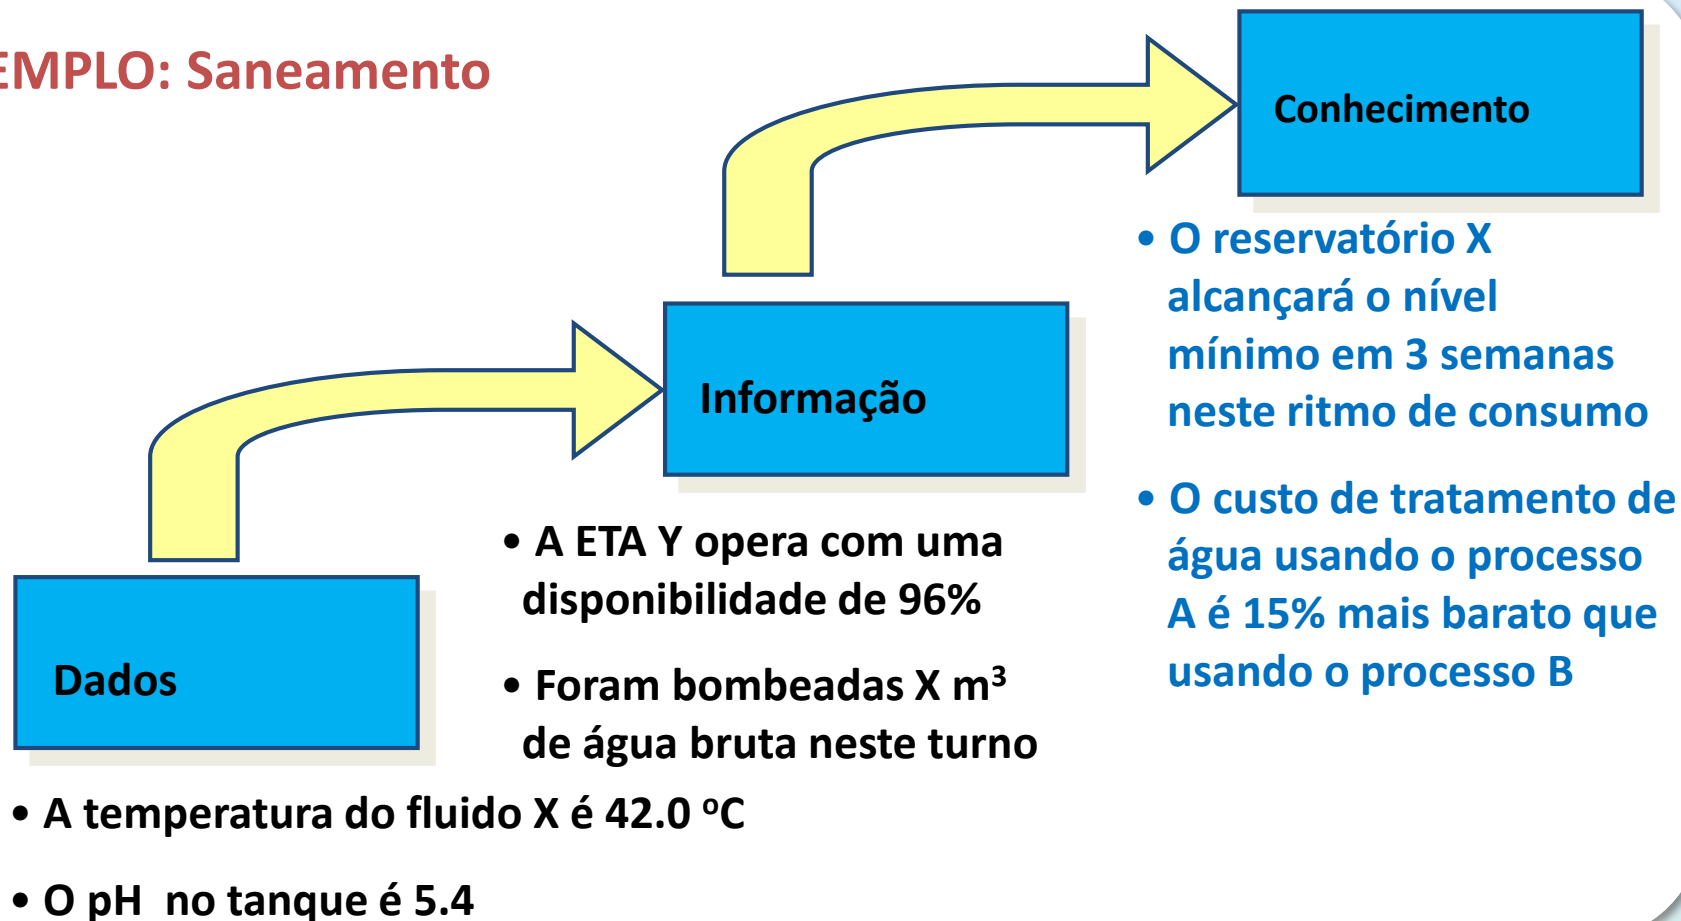 EMPLO: Saneamento
Conhecimento
• O reservatório X
alcançará o nível
mínimo em 3 semanas
neste ritmo de consumo
• O custo de tratamento de
água usando o processo
A é 15% mais barato que
usando o processo B
Informação
• A ETA Y opera com uma
disponibilidade de 96%
• Foram bombeadas X m³
de água bruta neste turno
Dados
• A temperatura do fluido X é 42.0 ºC
• O pH no tanque é 5.4